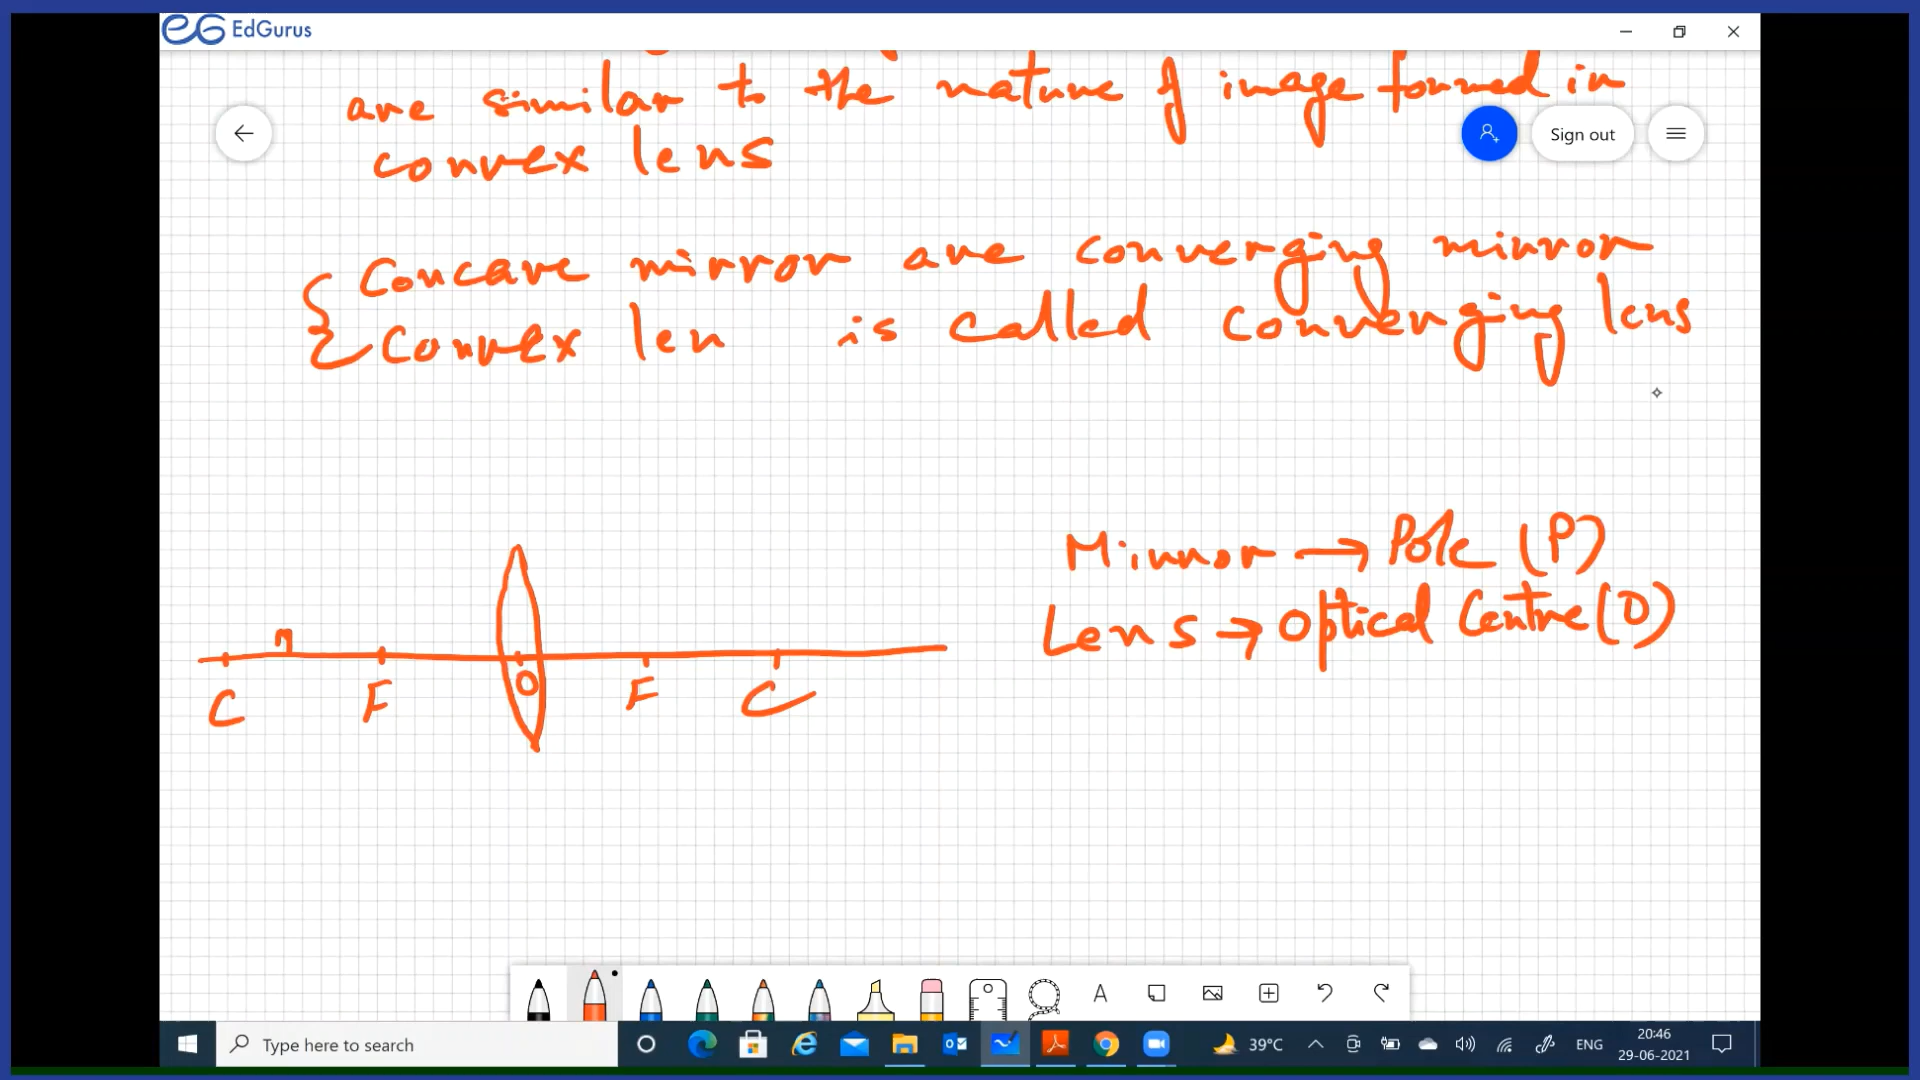 EG EdGurus
are similar to the nature of image formed in
convex lens
Sign out
Concave mirror are converging mirror
Convex len is called converging lens
Mirror → Pole (P)
Lens → Optical Centre (O)
C F O F C
A
Type here to search
39°C
ENG
20:46
29-06-2021